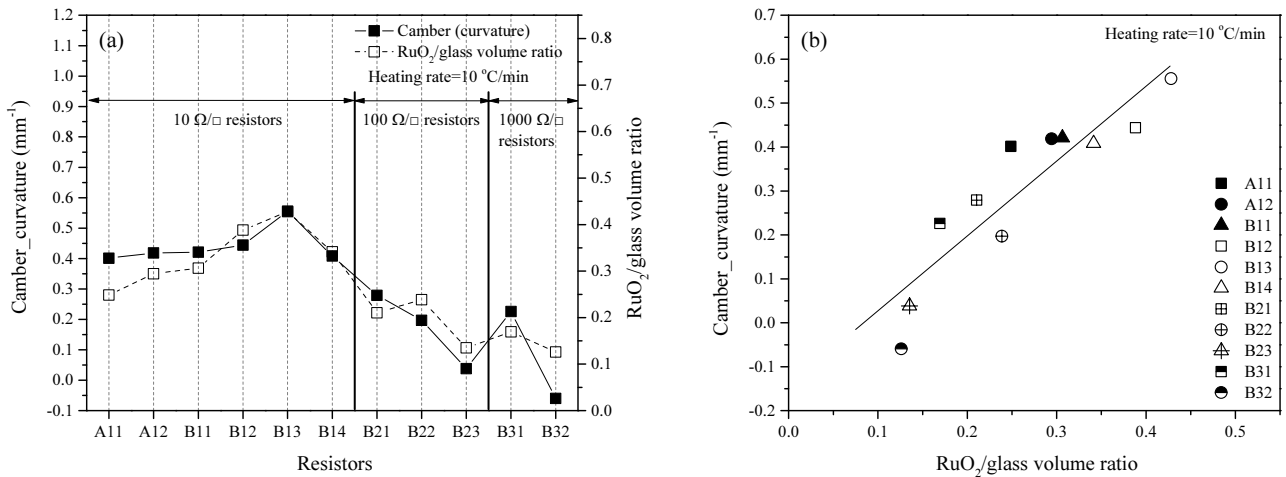 (a)
Camber (curvature)
RuO₂/glass volume ratio
Heating rate=10 °C/min
10 Ω/□ resistors
100 Ω/□ resistors
1000 Ω/□
resistors
1.2
1.1
1.0
0.9
0.8
0.7
0.6
0.5
0.4
0.3
0.2
0.1
0.0
-0.1
Camber_curvature (mm⁻¹)
0.8
0.7
0.6
0.5
0.4
0.3
0.2
0.1
0.0
RuO₂/glass volume ratio
A11 A12 B11 B12 B13 B14 B21 B22 B23 B31 B32
Resistors
(b)
Heating rate=10 °C/min
0.7
0.6
0.5
0.4
0.3
0.2
0.1
0.0
-0.1
-0.2
Camber_curvature (mm⁻¹)
A11
A12
B11
B12
B13
B14
B21
B22
B23
B31
B32
0.0 0.1 0.2 0.3 0.4 0.5
RuO₂/glass volume ratio